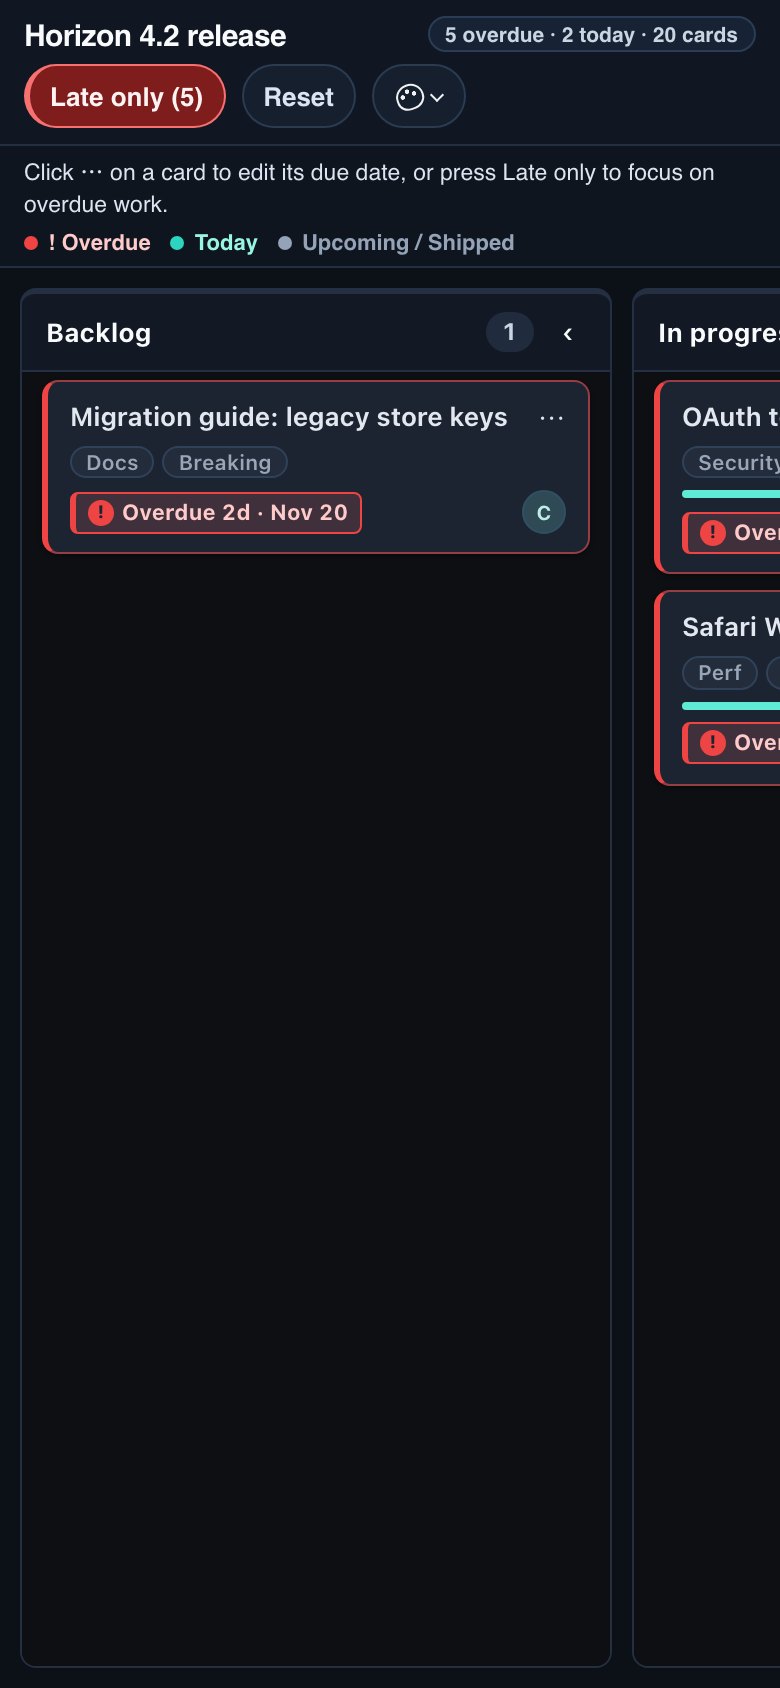 Horizon 4.2 release
5 overdue · 2 today · 20 cards
Late only (5)
Reset
Click ··· on a card to edit its due date, or press Late only to focus on
overdue work.
! Overdue
Today
Upcoming / Shipped
Backlog
1
‹
Migration guide: legacy store keys
···
Docs
Breaking
! Overdue 2d · Nov 20
C
In progres
OAuth t
Security
! Over
Safari W
Perf
! Over